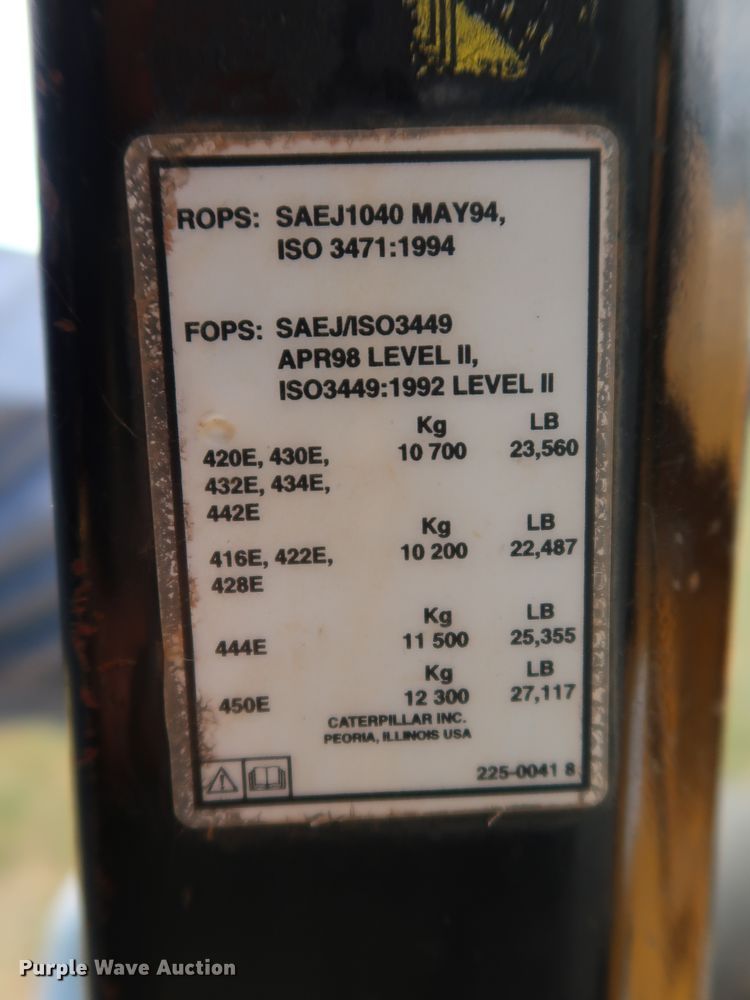 ROPS: SAEJ1040 MAY94,
ISO 3471:1994
FOPS: SAEJ/ISO3449
APR98 LEVEL II,
ISO3449:1992 LEVEL II
Kg LB
420E, 430E, 10 700 23,560
432E, 434E,
442E
Kg LB
416E, 422E, 10 200 22,487
428E
Kg LB
444E 11 500 25,355
Kg LB
450E 12 300 27,117
CATERPILLAR INC.
PEORIA, ILLINOIS USA
225-0041 8
Purple Wave Auction